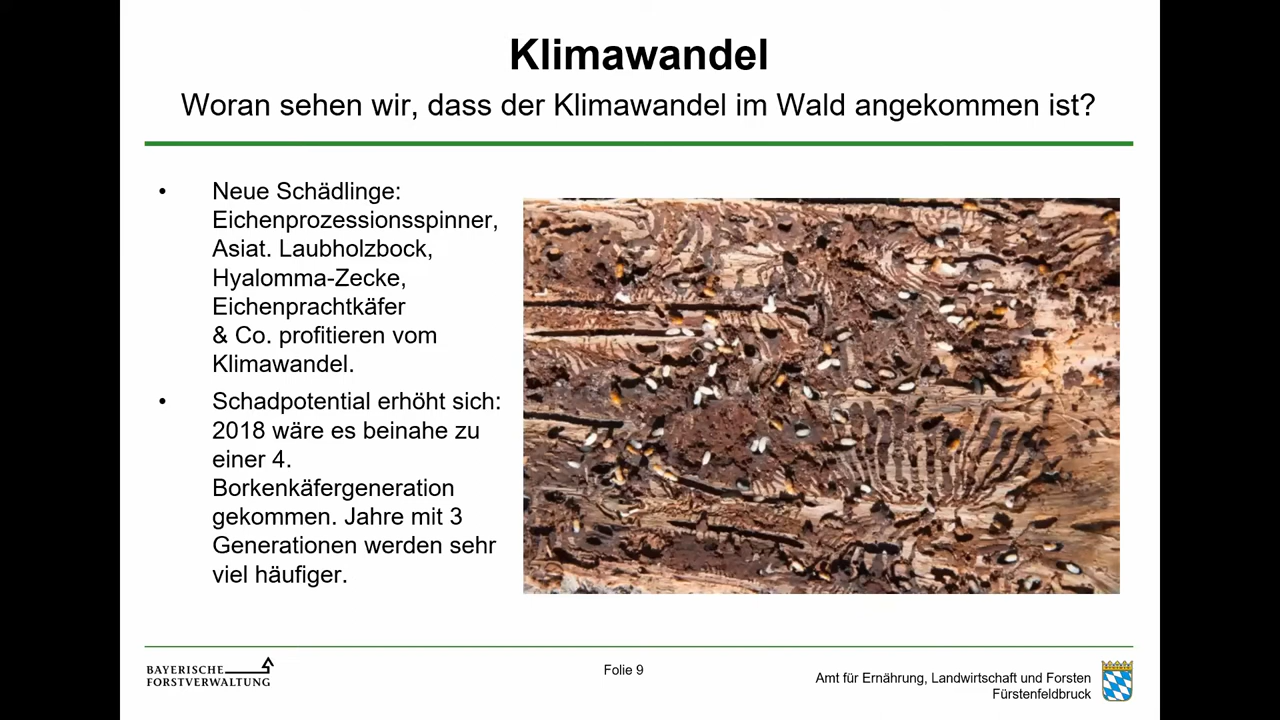 Klimawandel
Woran sehen wir, dass der Klimawandel im Wald angekommen ist?
• Neue Schädlinge:
Eichenprozessionsspinner,
Asiat. Laubholzbock,
Hyalomma-Zecke,
Eichenprachtkäfer
& Co. profitieren vom
Klimawandel.
• Schadpotential erhöht sich:
2018 wäre es beinahe zu
einer 4.
Borkenkäfergeneration
gekommen. Jahre mit 3
Generationen werden sehr
viel häufiger.
BAYERISCHE
FORSTVERWALTUNG
Folie 9
Amt für Ernährung, Landwirtschaft und Forsten
Fürstenfeldbruck